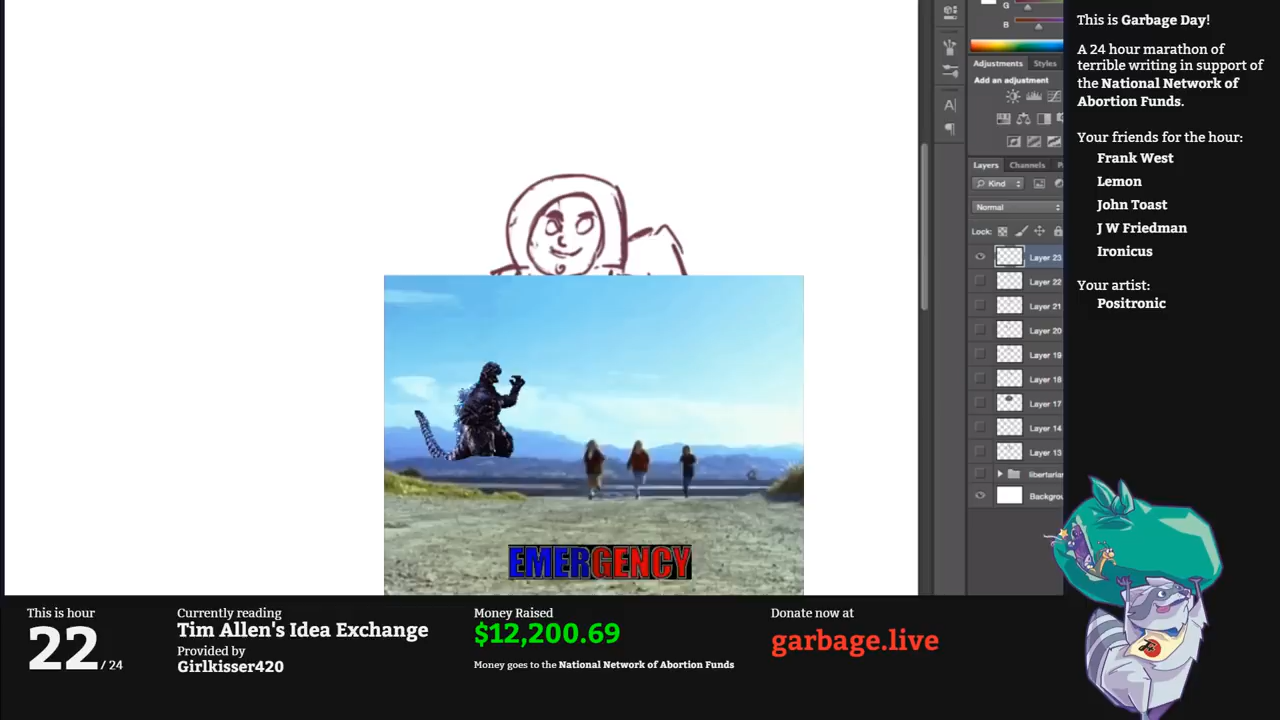 G
B
Adjustments Styles
Add an adjustment
Layers Channels
Kind
Normal
Lock:
Layer 23
Layer 22
Layer 21
Layer 20
Layer 19
Layer 18
Layer 17
Layer 14
Layer 13
libertarian
Backgrou
EMERGENCY
This is Garbage Day!
A 24 hour marathon of
terrible writing in support of
the National Network of
Abortion Funds.
Your friends for the hour:
Frank West
Lemon
John Toast
J W Friedman
Ironicus
Your artist:
Positronic
This is hour
22 / 24
Currently reading
Tim Allen's Idea Exchange
Provided by
Girlkisser420
Money Raised
$12,200.69
Money goes to the National Network of Abortion Funds
Donate now at
garbage.live